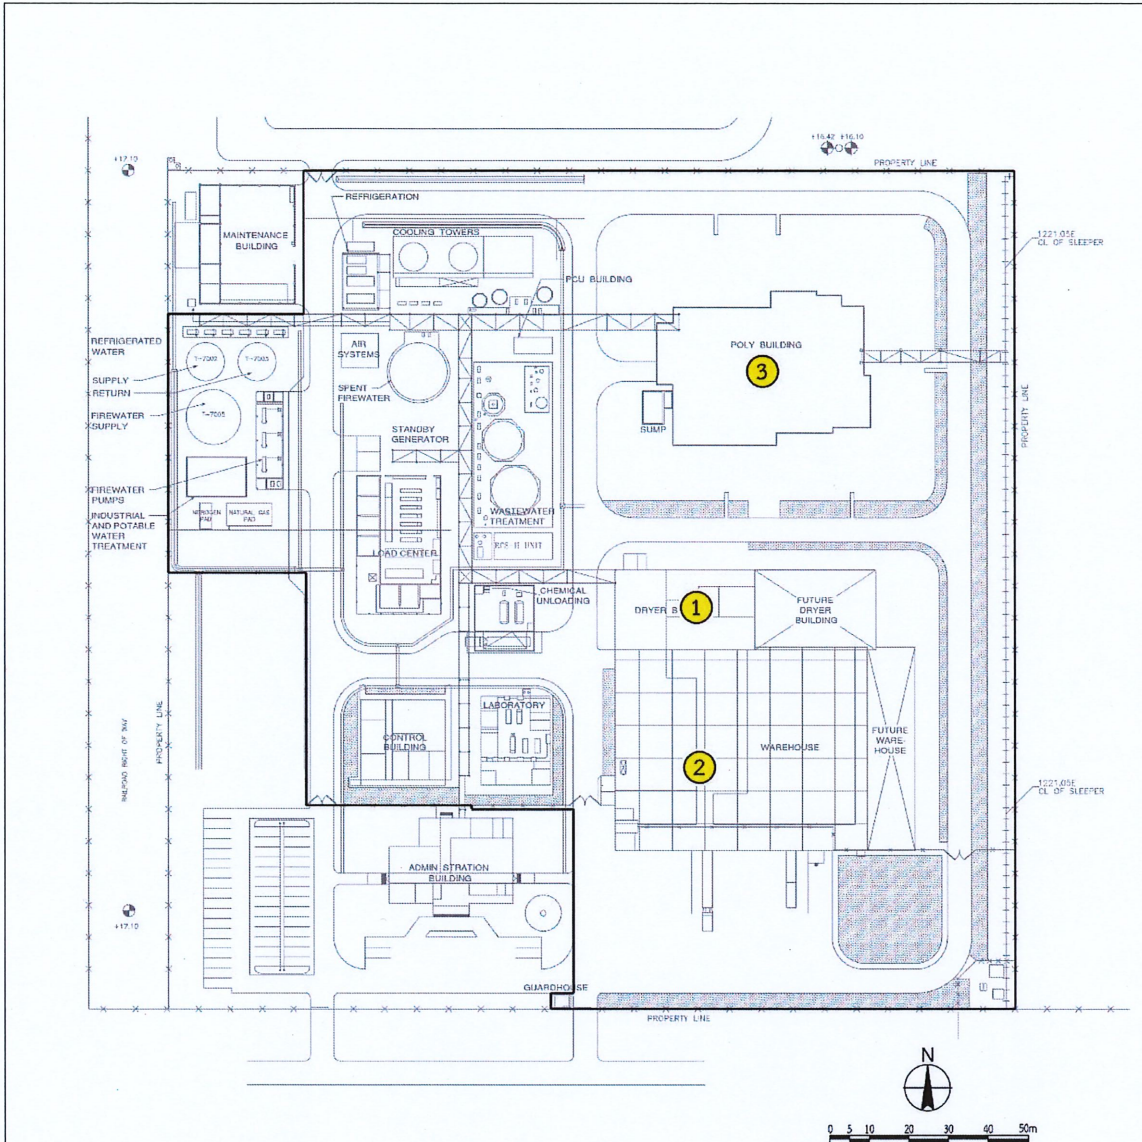 +16.42 +16.10
+17.10
PROPERTY LINE
REFRIGERATION
MAINTENANCE
BUILDING
COOLING TOWERS
1221.05E
CL OF SLEEPER
PCU BUILDING
REFRIGERATED
WATER
SUPPLY
RETURN
T-7002
T-7003
AIR
SYSTEMS
POLY BUILDING
3
SPENT
FIREWATER
FIREWATER
SUPPLY
T-7005
SUMP
STANDBY
GENERATOR
PROPERTY LINE
FIREWATER
PUMPS
INDUSTRIAL
AND POTABLE
WATER
TREATMENT
NITROGEN
PAD
NATURAL GAS
PAD
WASTEWATER
TREATMENT
LOAD CENTER
CHEMICAL
UNLOADING
DRYER B
1
FUTURE
DRYER
BUILDING
RAILROAD RIGHT OF WAY
PROPERTY LINE
LABORATORY
CONTROL
BUILDING
WAREHOUSE
2
FUTURE
WARE-
HOUSE
1221.05E
CL OF SLEEPER
ADMIN STRATION
BUILDING
+17.10
GUARDHOUSE
PROPERTY LINE
N
0 5 10 20 30 40 50m